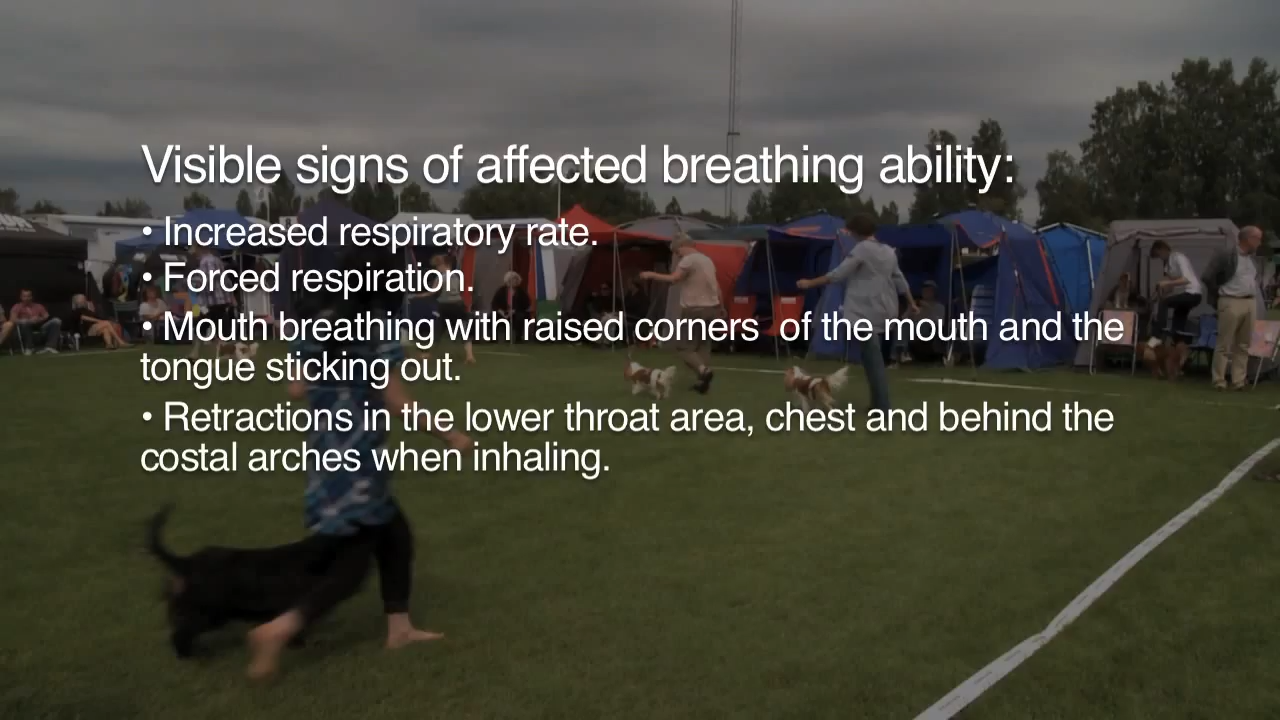 Visible signs of affected breathing ability:
• Increased respiratory rate.
• Forced respiration.
• Mouth breathing with raised corners  of the mouth and the
tongue sticking out.
• Retractions in the lower throat area, chest and behind the
costal arches when inhaling.